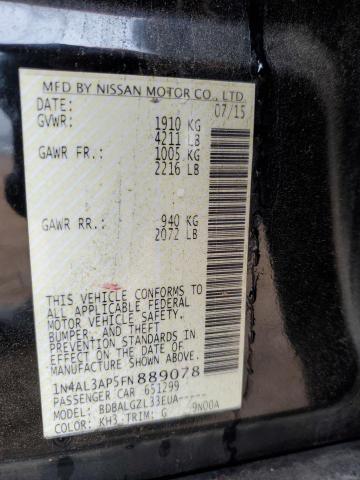 MFD BY NISSAN MOTOR CO., LTD
DATE: 07/15
GVWR: 1910 KG
4211 LB
GAWR FR.: 1005 KG
2216 LB
GAWR RR.: 940 KG
2072 LB
THIS VEHICLE CONFORMS TO
ALL APPLICABLE FEDERAL
MOTOR VEHICLE SAFETY,
BUMPER, AND THEFT
PREVENTION STANDARDS IN
EFFECT ON THE DATE OF
MANUFACTURE SHOWN ABOVE.
1N4AL3AP5FN889078
PASSENGER CAR 651299
MODEL: BDBALGZL33EUA-----
COLOR: KH3 TRIM: G 9N00A